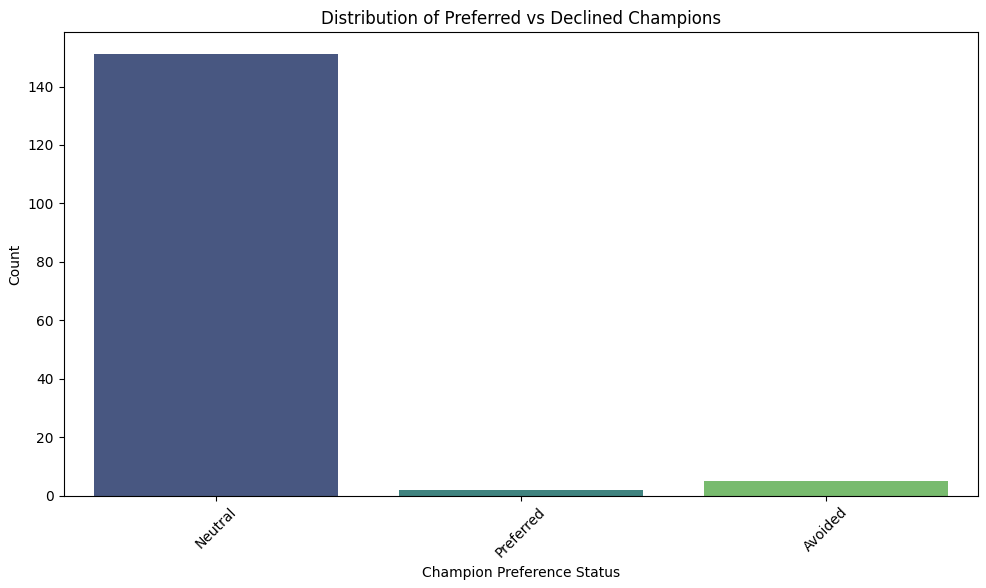 Distribution of Preferred vs Declined Champions
Count
140
120
100
80
60
40
20
0
Neutral
Preferred
Avoided
Champion Preference Status